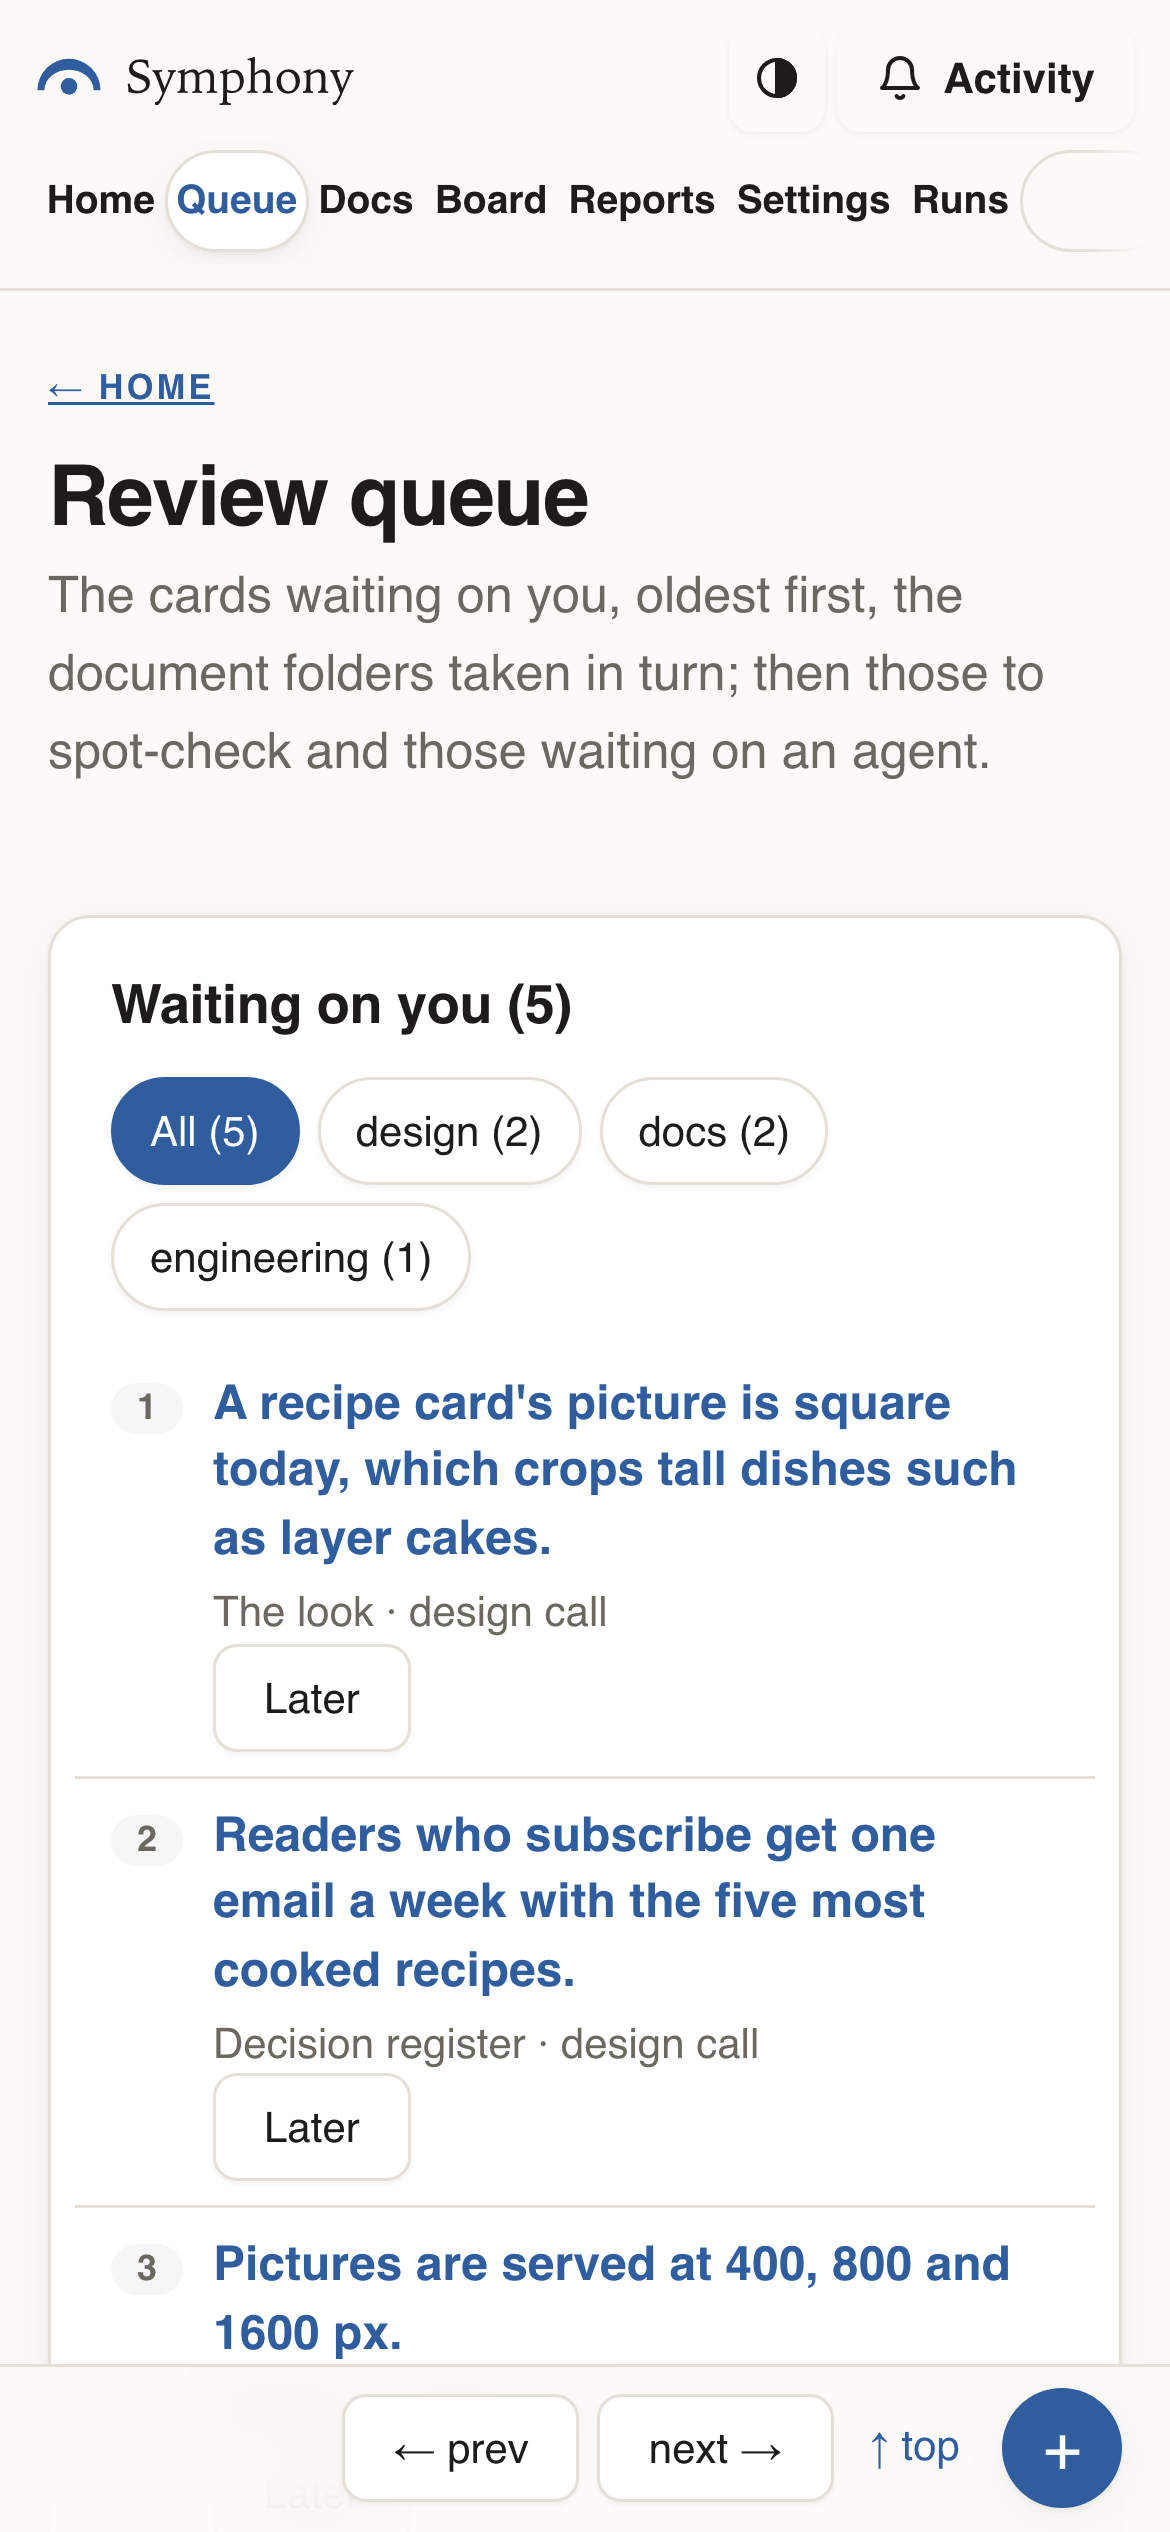 Symphony
Activity
Home Queue Docs Board Reports Settings Runs
← HOME
Review queue
The cards waiting on you, oldest first, the
document folders taken in turn; then those to
spot-check and those waiting on an agent.
Waiting on you (5)
All (5) design (2) docs (2)
engineering (1)
1 A recipe card's picture is square
today, which crops tall dishes such
as layer cakes.
The look · design call
Later
2 Readers who subscribe get one
email a week with the five most
cooked recipes.
Decision register · design call
Later
3 Pictures are served at 400, 800 and
1600 px.
Later
← prev next → ↑ top +